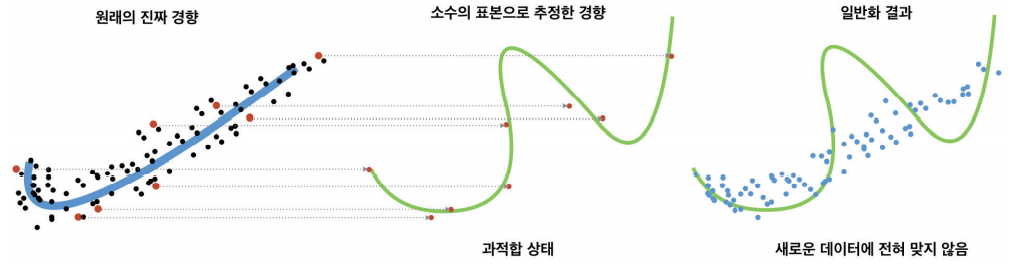 원래의 진짜 경향
소수의 표본으로 추정한 경향
일반화 결과
과적합 상태
새로운 데이터에 전혀 맞지 않음